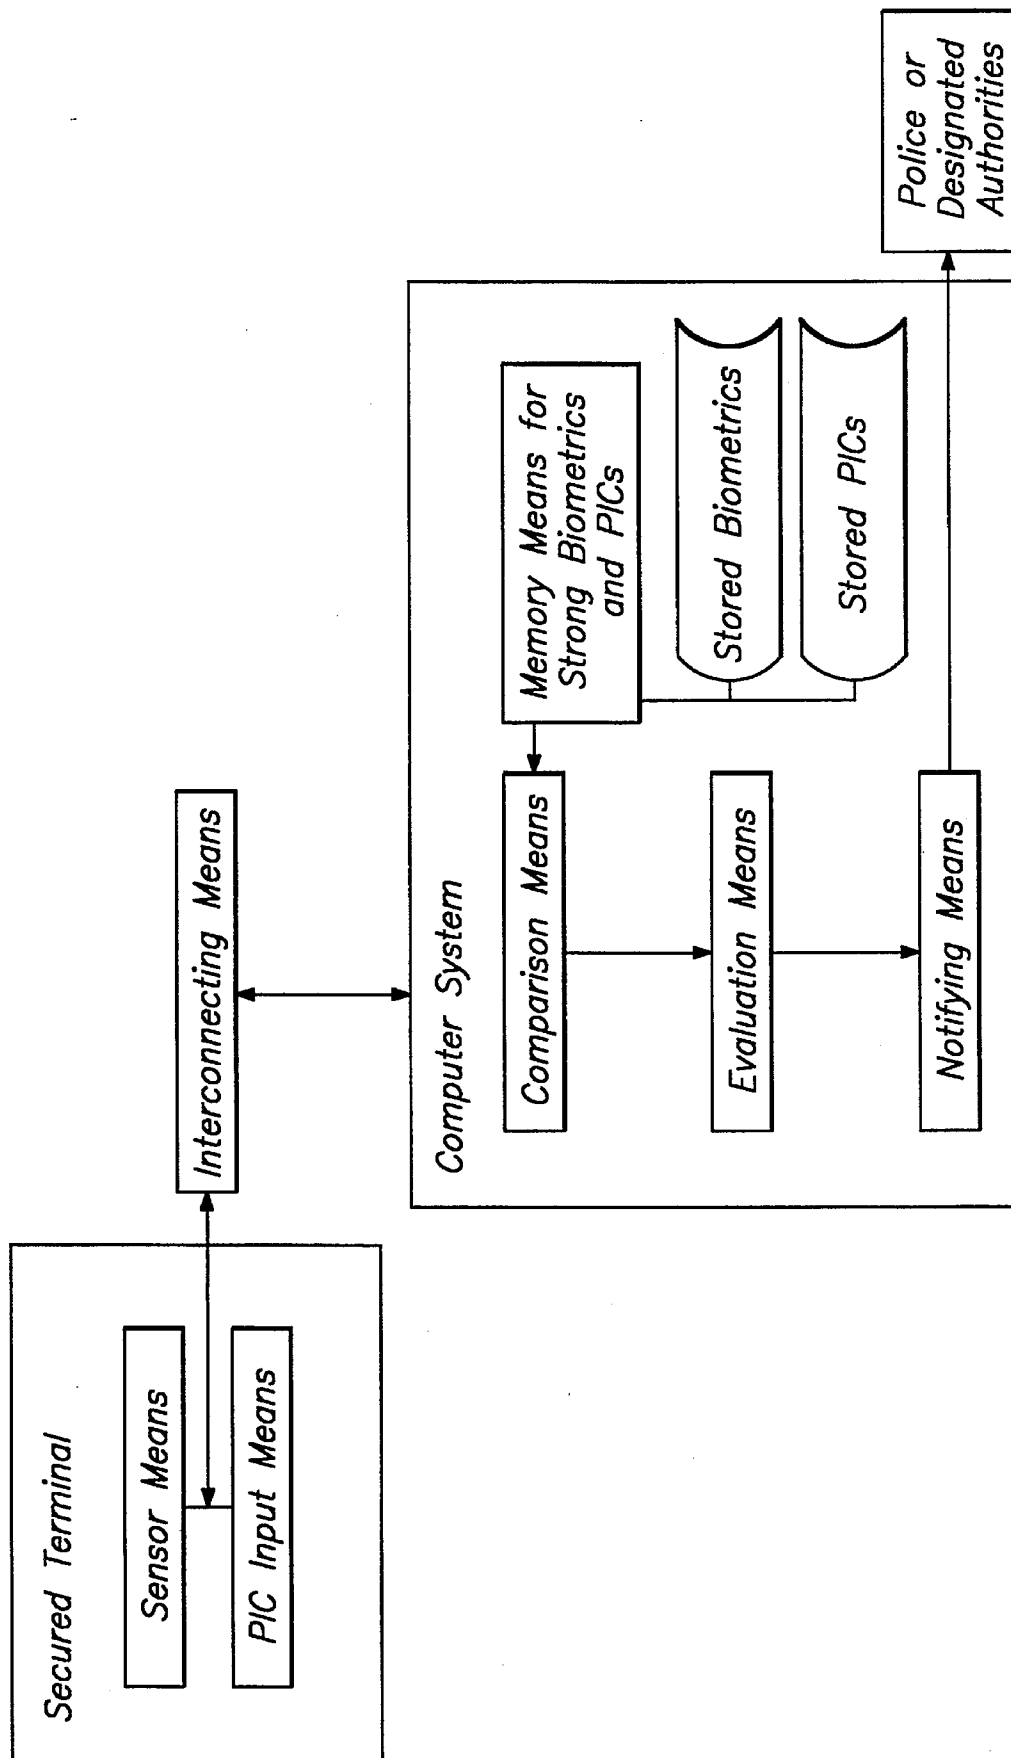 Secured Terminal
Sensor Means
PIC Input Means
Interconnecting Means
Computer System
Comparison Means
Evaluation Means
Notifying Means
Memory Means for
Strong Biometrics
and PICs
Stored Biometrics
Stored PICs
Police or
Designated
Authorities